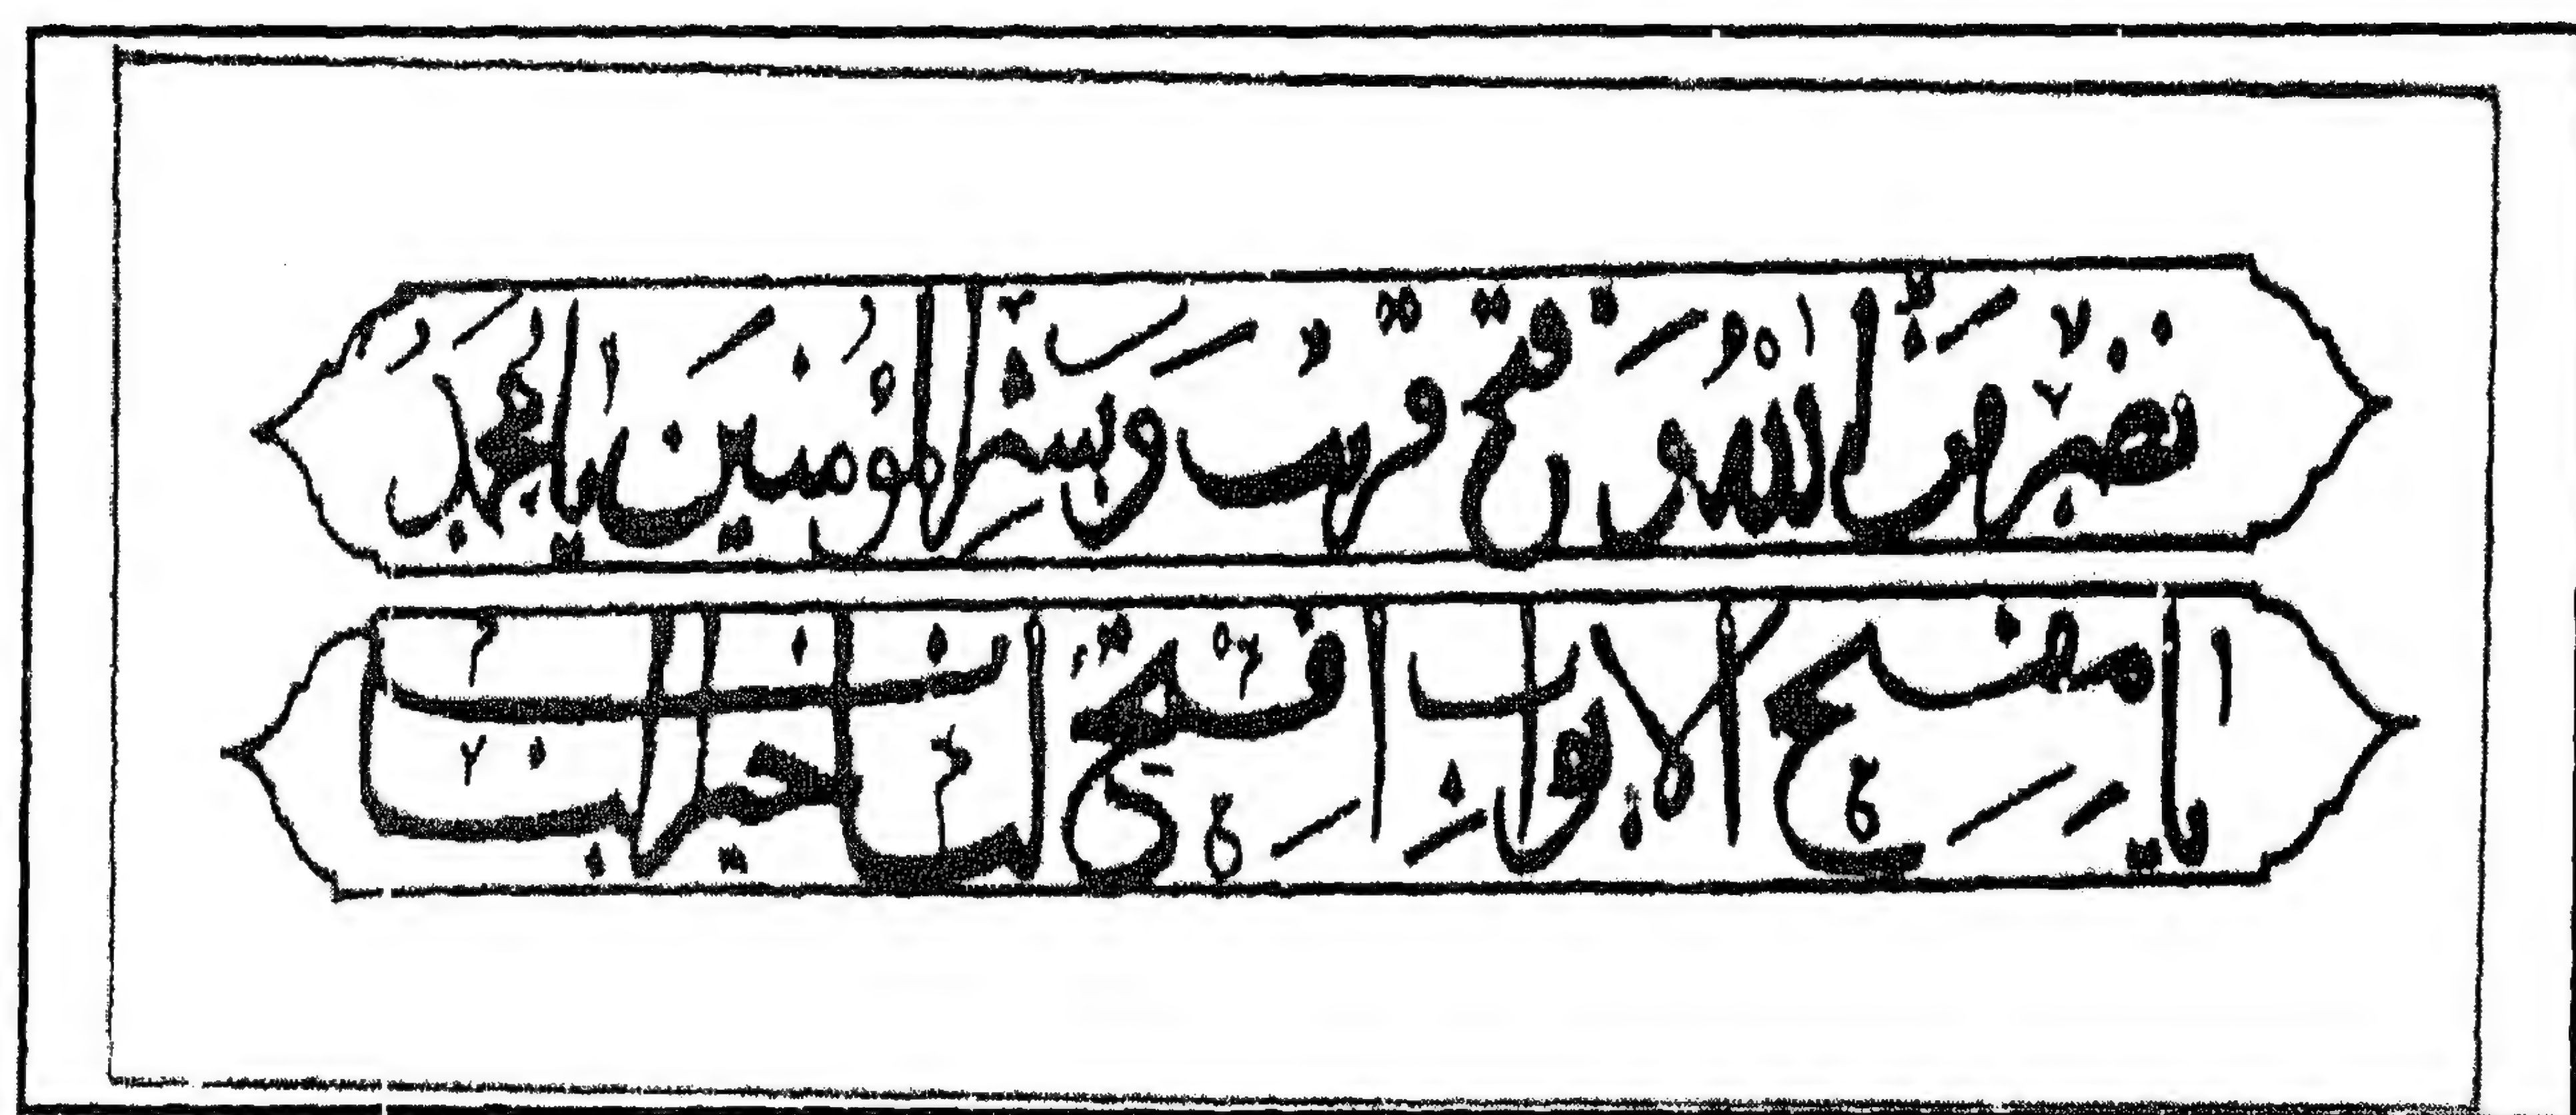 نصر من الله وفتح قريب وبشر المؤمنين يا محمد
يا مفتح الابواب افتح لنا خير الباب